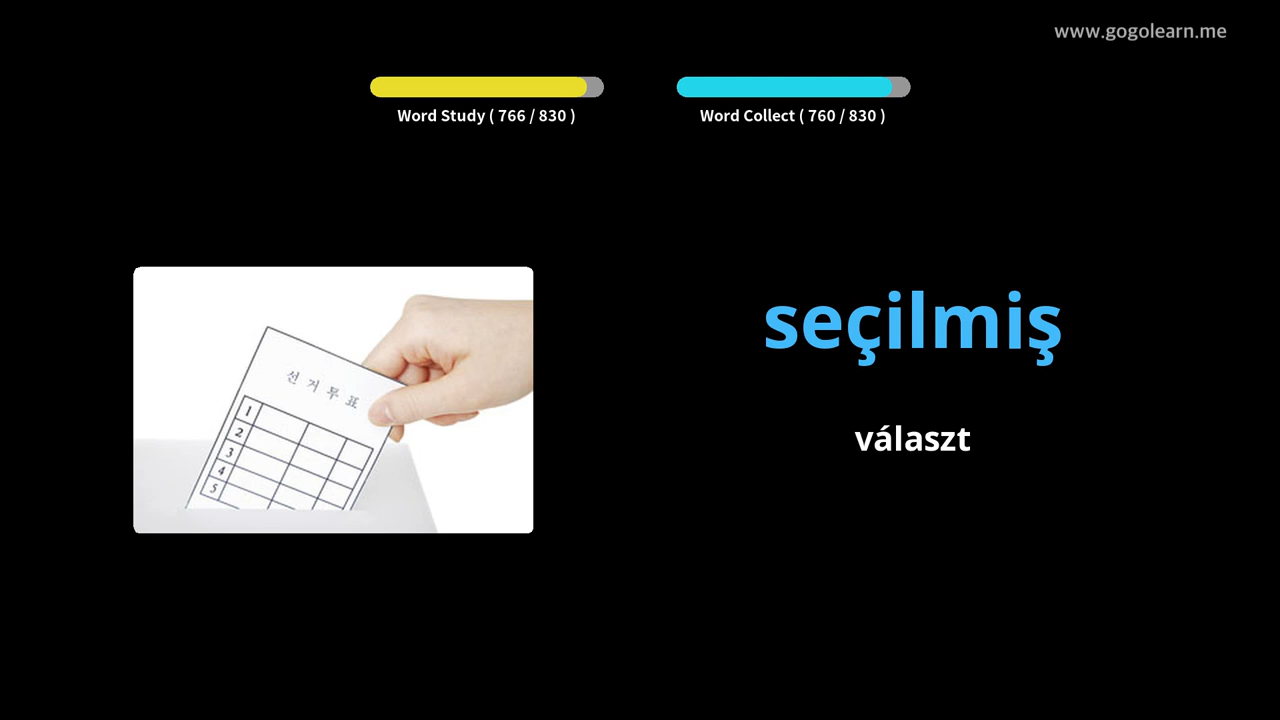 www.gogolearn.me
Word Study ( 766 / 830 )
Word Collect ( 760 / 830 )
seçilmiş
választ
선거투표
1
2
3
4
5